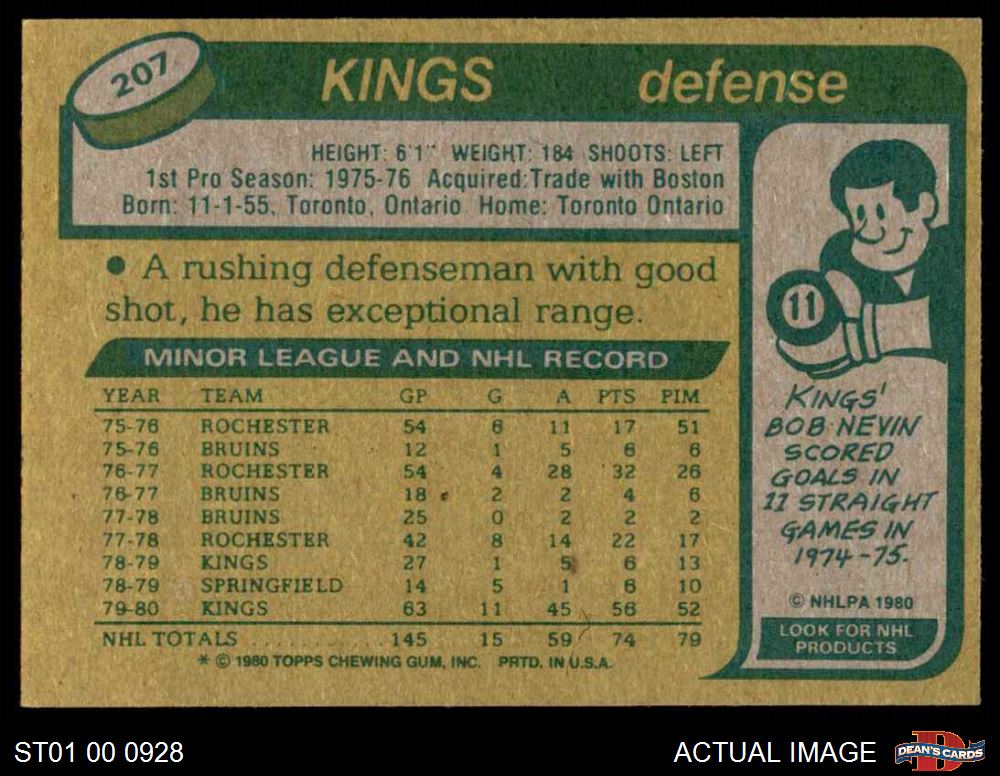 207
KINGS defense
HEIGHT: 6'1" WEIGHT: 184 SHOOTS: LEFT
1st Pro Season: 1975-76 Acquired: Trade with Boston
Born: 11-1-55, Toronto, Ontario Home: Toronto Ontario
• A rushing defenseman with good
shot, he has exceptional range.
MINOR LEAGUE AND NHL RECORD
YEAR TEAM GP G A PTS PIM
75-76 ROCHESTER 54 6 11 17 51
75-76 BRUINS 12 1 5 6 6
76-77 ROCHESTER 54 4 28 32 26
76-77 BRUINS 18 2 2 4 6
77-78 BRUINS 25 0 2 2 2
77-78 ROCHESTER 42 8 14 22 17
78-79 KINGS 27 1 5 6 13
78-79 SPRINGFIELD 14 5 1 6 10
79-80 KINGS 63 11 45 56 52
NHL TOTALS .......... 145 15 59 74 79
* © 1980 TOPPS CHEWING GUM, INC. PRTD. IN U.S.A.
11
KINGS'
BOB NEVIN
SCORED
GOALS IN
11 STRAIGHT
GAMES IN
1974-75.
© NHLPA 1980
LOOK FOR NHL
PRODUCTS
ST01 00 0928
ACTUAL IMAGE
D
DEAN'S CARDS